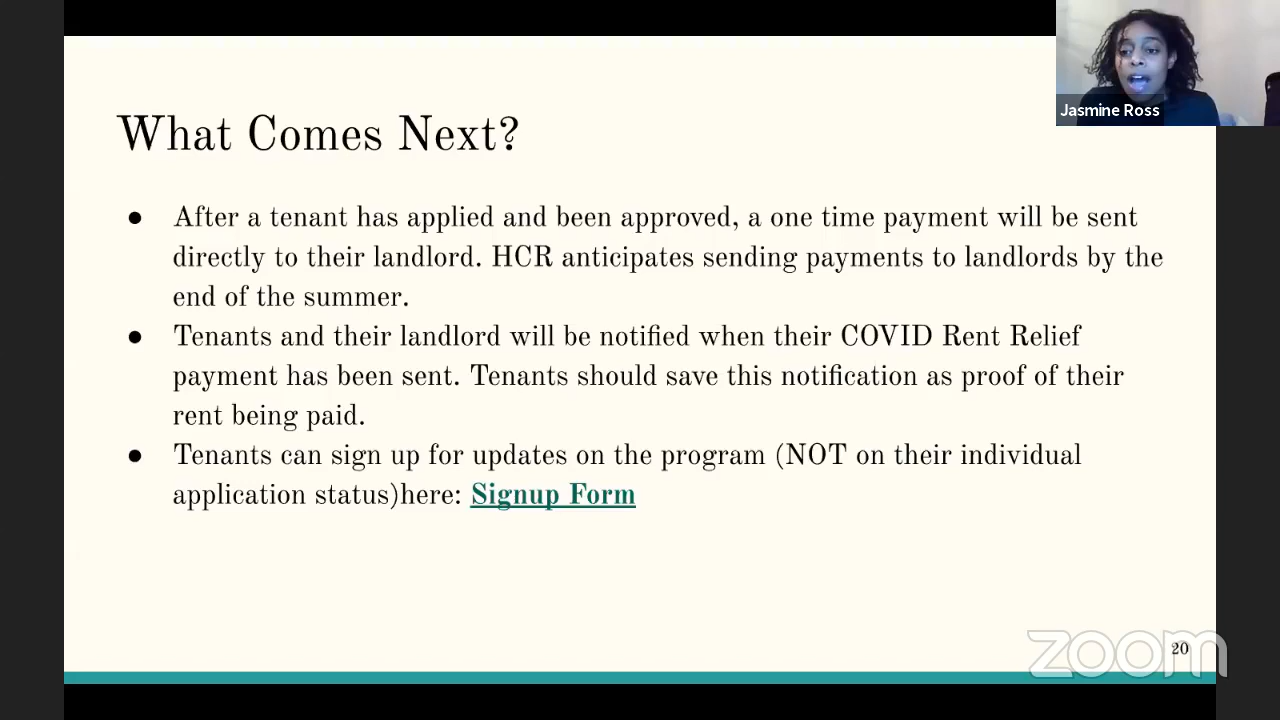 Jasmine Ross
What Comes Next?
● After a tenant has applied and been approved, a one time payment will be sent
directly to their landlord. HCR anticipates sending payments to landlords by the
end of the summer.
● Tenants and their landlord will be notified when their COVID Rent Relief
payment has been sent. Tenants should save this notification as proof of their
rent being paid.
● Tenants can sign up for updates on the program (NOT on their individual
application status)here: Signup Form
zoom
20